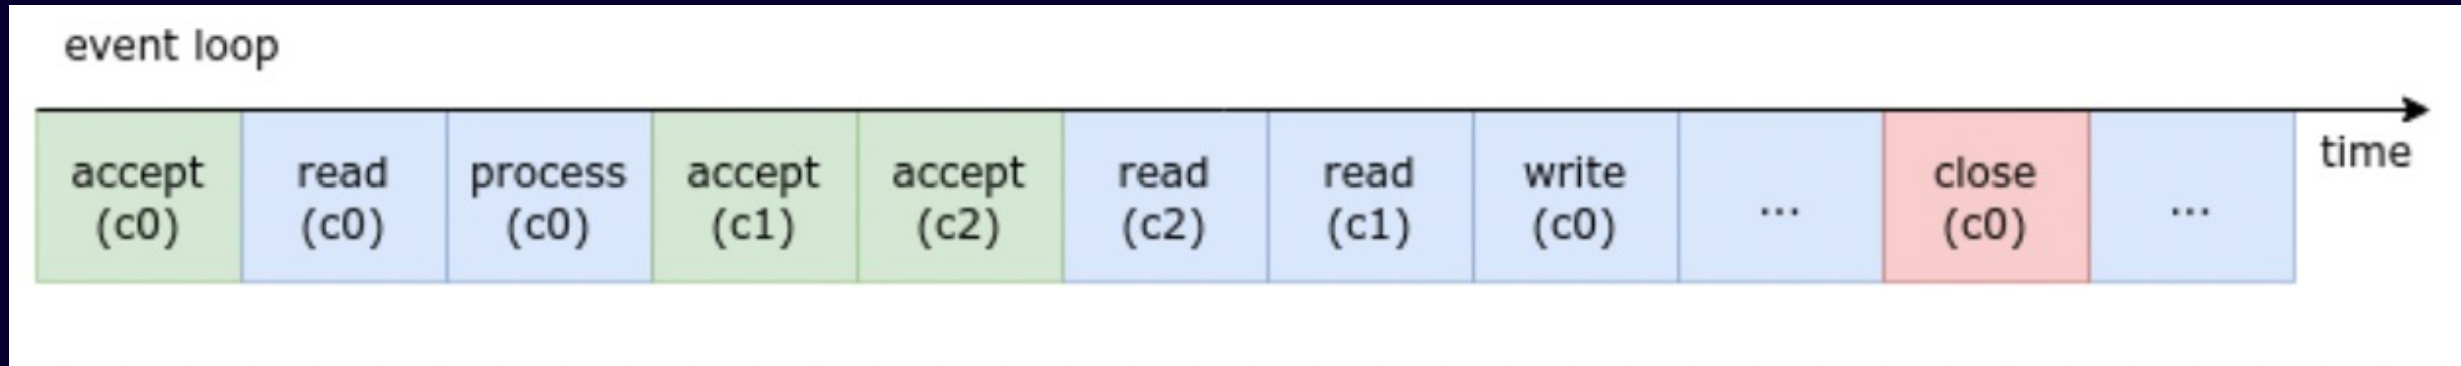 event loop
accept
(c0)
read
(c0)
process
(c0)
accept
(c1)
accept
(c2)
read
(c2)
read
(c1)
write
(c0)
...
close
(c0)
...
time